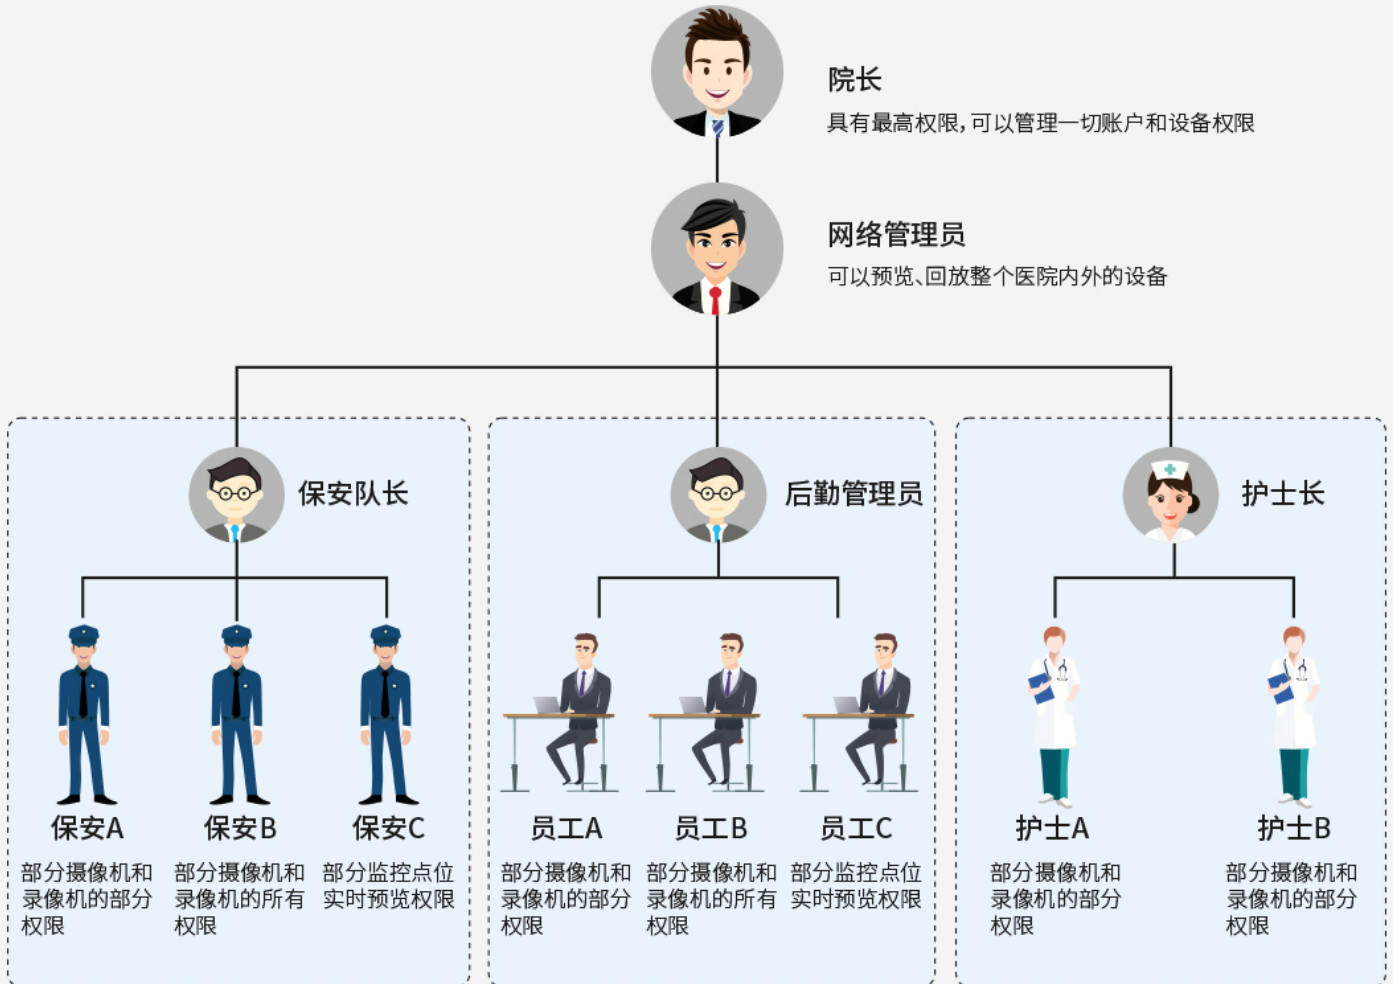 院长
具有最高权限，可以管理一切账户和设备权限
网络管理员
可以预览、回放整个医院内外的设备
保安队长
后勤管理员
护士长
保安A
保安B
保安C
员工A
员工B
员工C
护士A
护士B
部分摄像机和
录像机的部分
权限
部分摄像机和
录像机的所有
权限
部分监控点位
实时预览权限
部分摄像机和
录像机的部分
权限
部分摄像机和
录像机的所有
权限
部分监控点位
实时预览权限
部分摄像机和
录像机的部分
权限
部分摄像机和
录像机的部分
权限